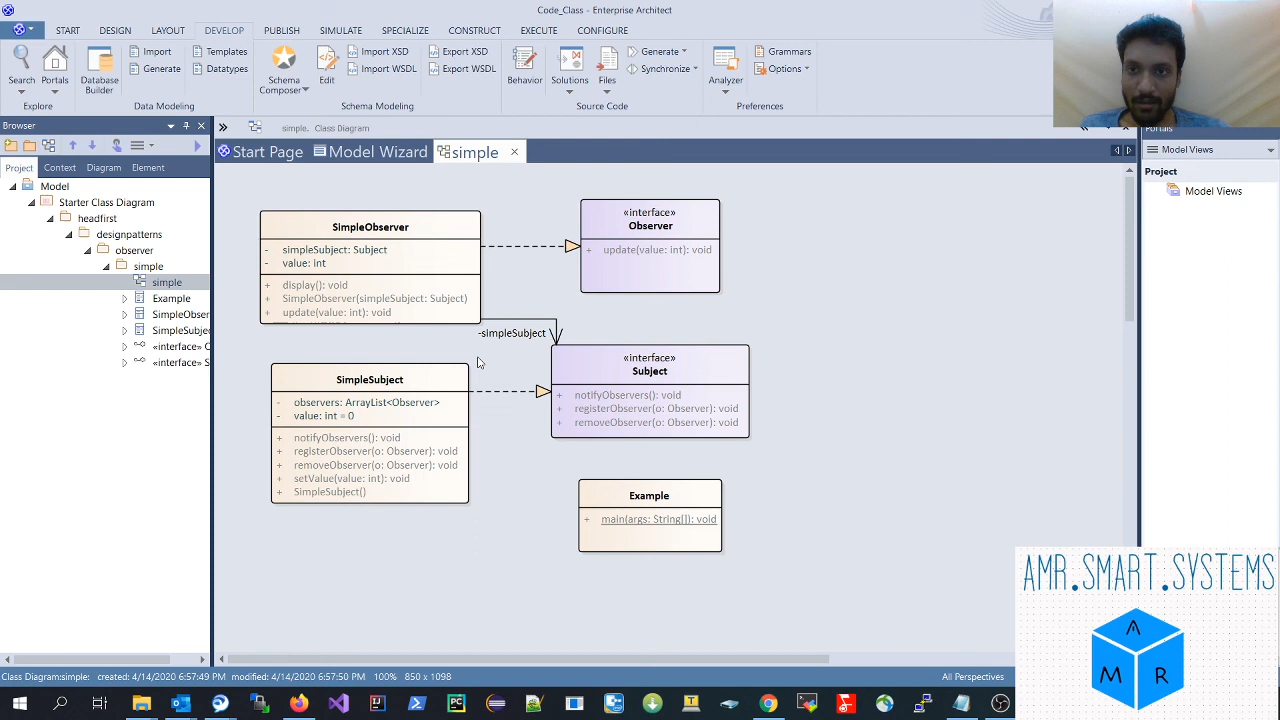 Code_Class - Enterprise Architect
START DESIGN LAYOUT DEVELOP PUBLISH SPECIALIZE CONSTRUCT EXECUTE
Import Templates Import XSD Export XSD Generate Grammars
Search Portals Database Builder Generate Datatypes Schema Composer Edit Import WSDL Export WSDL Behavior Solutions Files Synchronize Analyzer Options
Explore Data Modeling Schema Modeling Source Code Preferences
Browser
simple. Class Diagram
Portals
Start Page Model Wizard simple
Model Views
Project Context Diagram Element
Project
Model
Model Views
Starter Class Diagram
headfirst
designpatterns
observer
simple
simple
Example
SimpleObser
SimpleSubje
«interface» C
«interface» S
SimpleObserver
- simpleSubject: Subject
- value: int
+ display(): void
+ SimpleObserver(simpleSubject: Subject)
+ update(value: int): void
«interface»
Observer
+ update(value: int): void
-simpleSubject
SimpleSubject
- observers: ArrayList<Observer>
- value: int = 0
+ notifyObservers(): void
+ registerObserver(o: Observer): void
+ removeObserver(o: Observer): void
+ setValue(value: int): void
+ SimpleSubject()
«interface»
Subject
+ notifyObservers(): void
+ registerObserver(o: Observer): void
+ removeObserver(o: Observer): void
Example
+ main(args: String[]): void
AMR.SMART.SYSTEMS
A
M R
Class Diagram:simple: created: 4/14/2020 6:57:49 PM modified: 4/14/2020 6:57:50 PM 100% 850 x 1098 All Perspectives